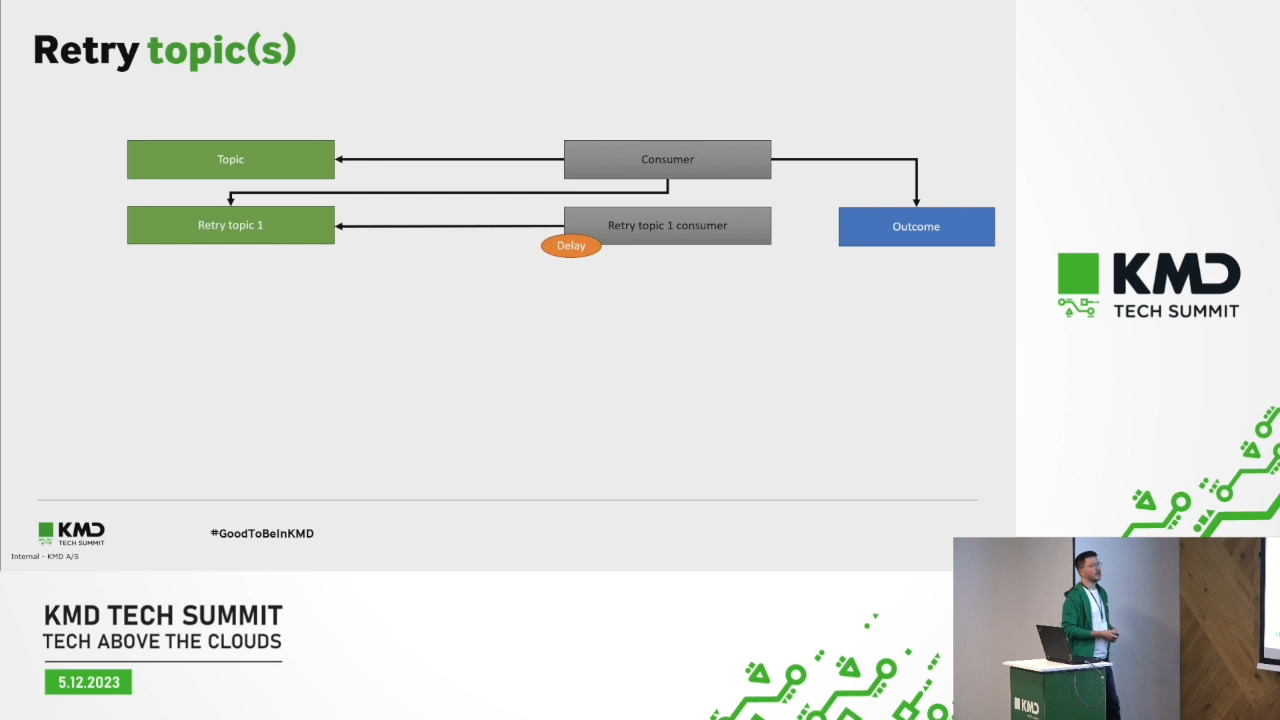 Retry topic(s)
Topic
Consumer
Retry topic 1
Retry topic 1 consumer
Outcome
Delay
KMD
TECH SUMMIT
KMD
TECH SUMMIT
#GoodToBeInKMD
Internal - KMD A/S
KMD TECH SUMMIT
TECH ABOVE THE CLOUDS
5.12.2023
KMD